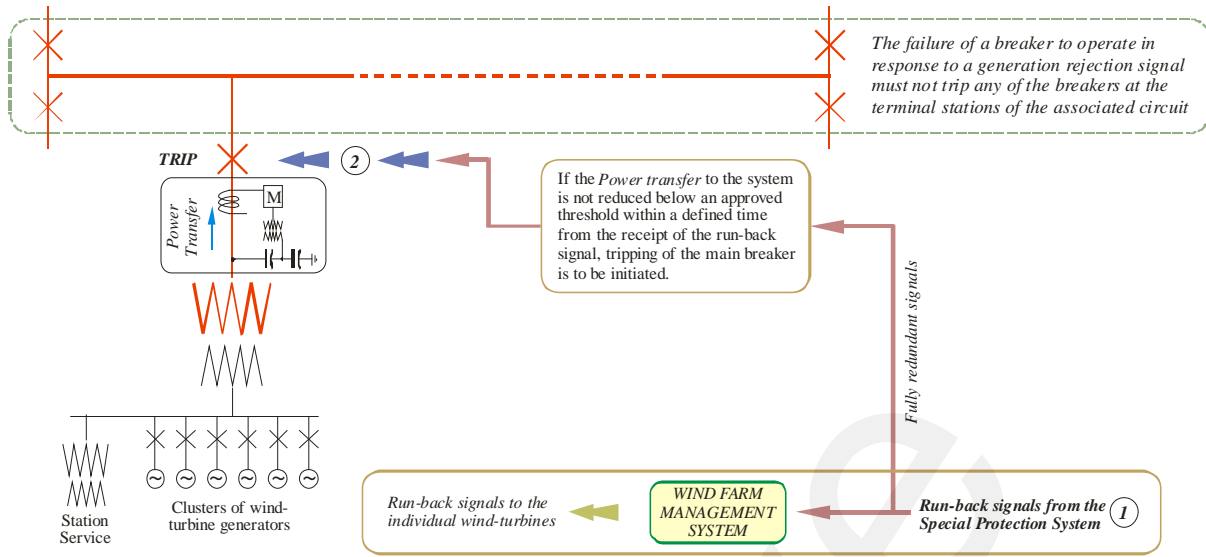 The failure of a breaker to operate in
response to a generation rejection signal
must not trip any of the breakers at the
terminal stations of the associated circuit
TRIP
2
If the Power transfer to the system
is not reduced below an approved
threshold within a defined time
from the receipt of the run-back
signal, tripping of the main breaker
is to be initiated.
M
Power
Transfer
Fully redundant signals
Station
Service
Clusters of wind-
turbine generators
Run-back signals to the
individual wind-turbines
WIND FARM
MANAGEMENT
SYSTEM
Run-back signals from the
Special Protection System
1